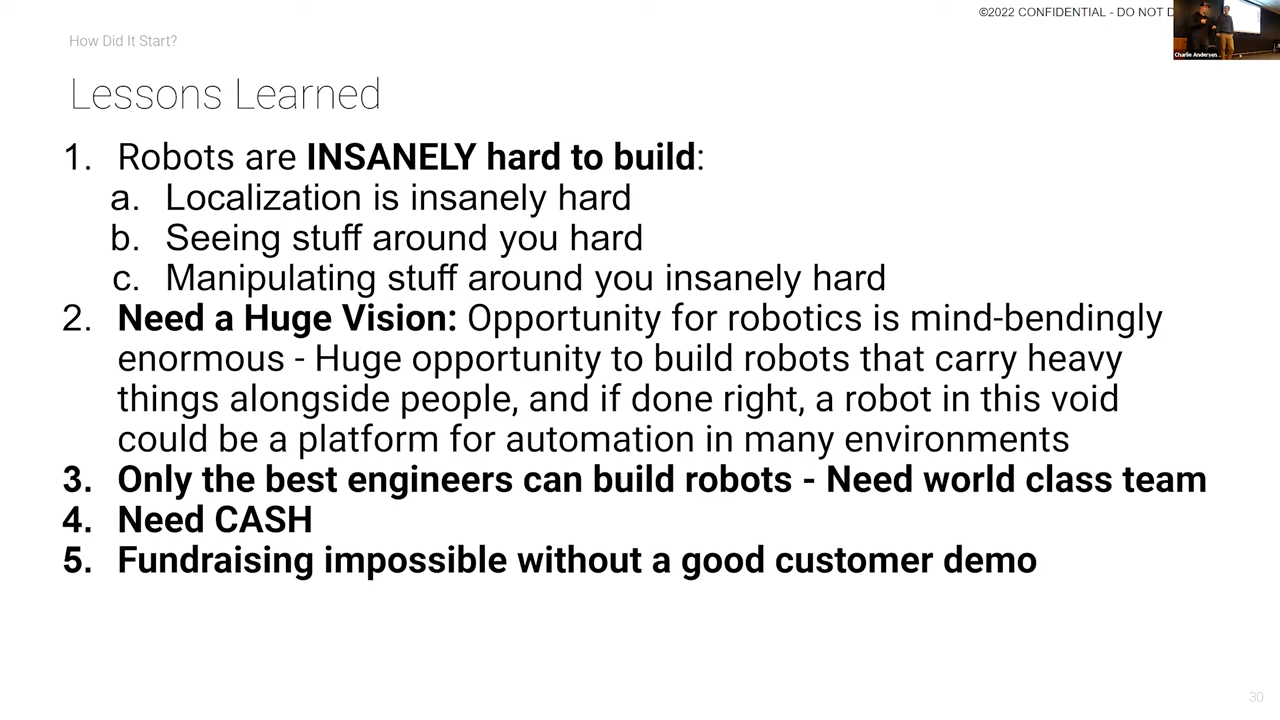 ©2022 CONFIDENTIAL - DO NOT D
How Did It Start?
Charlie Andersen
Lessons Learned
1. Robots are INSANELY hard to build:
a. Localization is insanely hard
b. Seeing stuff around you hard
c. Manipulating stuff around you insanely hard
2. Need a Huge Vision: Opportunity for robotics is mind-bendingly
enormous - Huge opportunity to build robots that carry heavy
things alongside people, and if done right, a robot in this void
could be a platform for automation in many environments
3. Only the best engineers can build robots - Need world class team
4. Need CASH
5. Fundraising impossible without a good customer demo
30